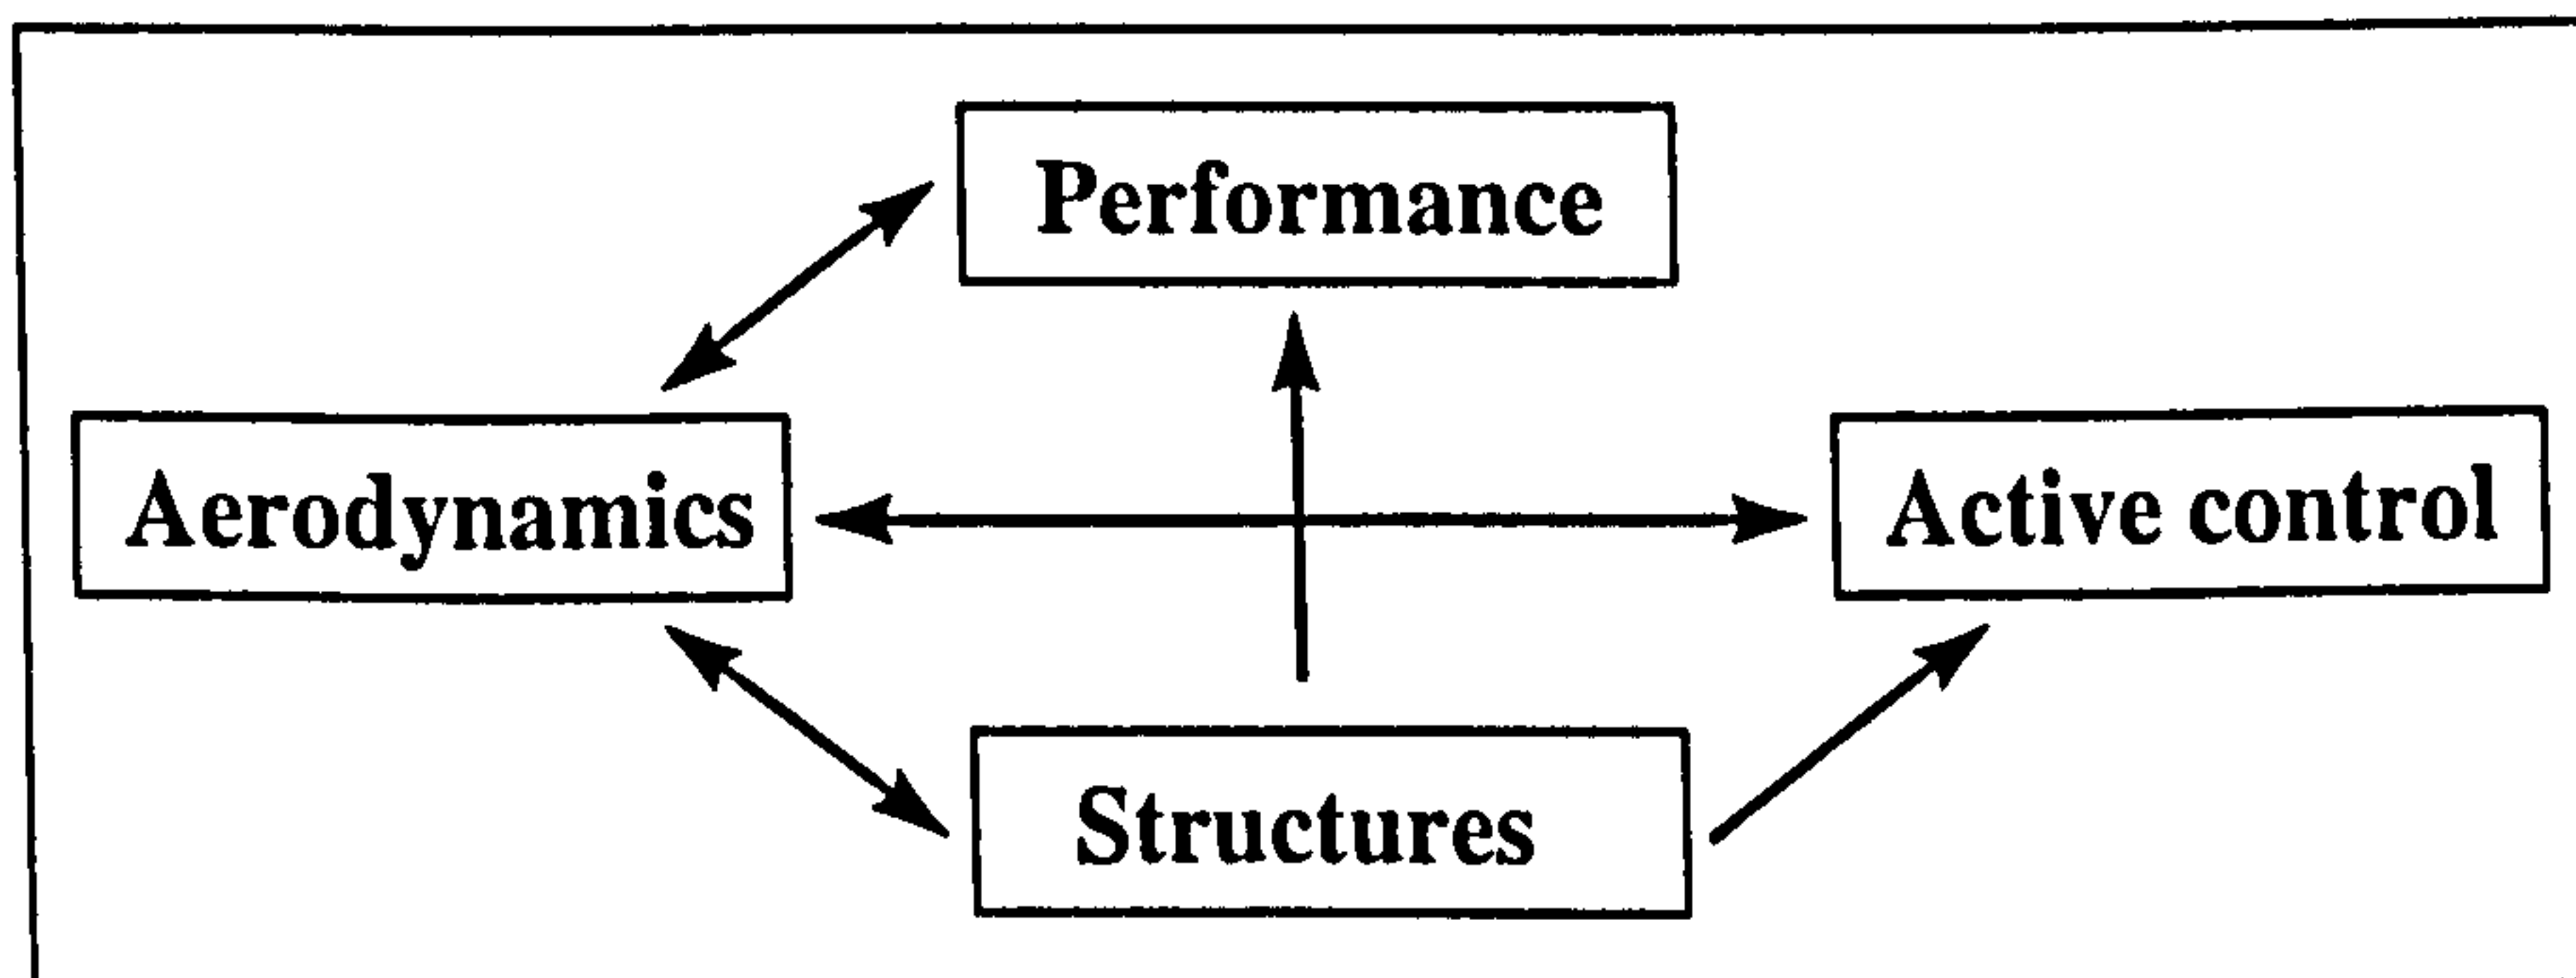 Performance
Aerodynamics
Active control
Structures